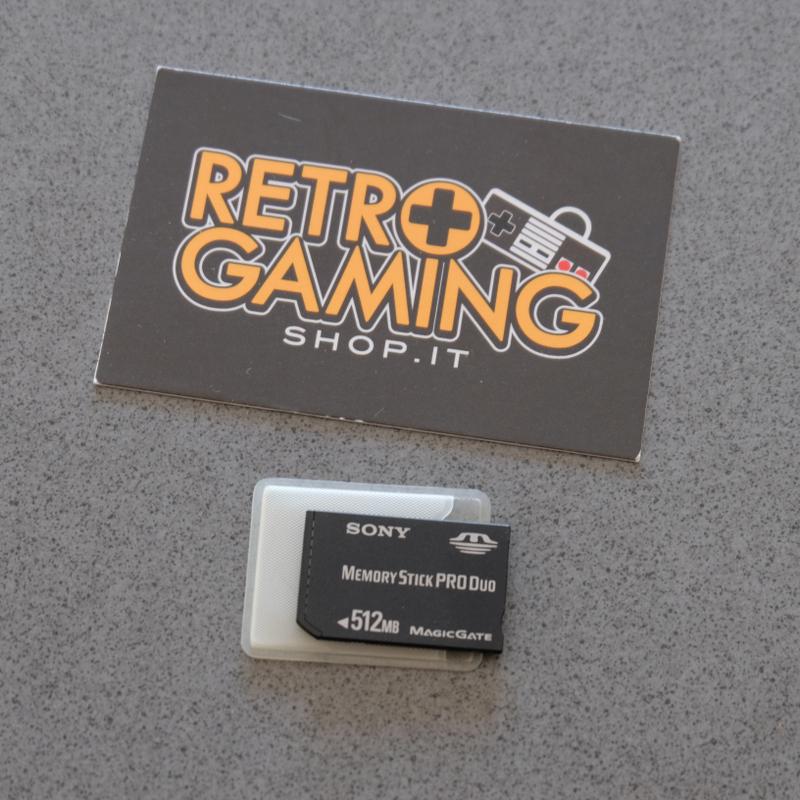 RETRO
GAMING
SHOP.IT
SONY
MEMORY STICK PRO DUO
512MB MAGICGATE